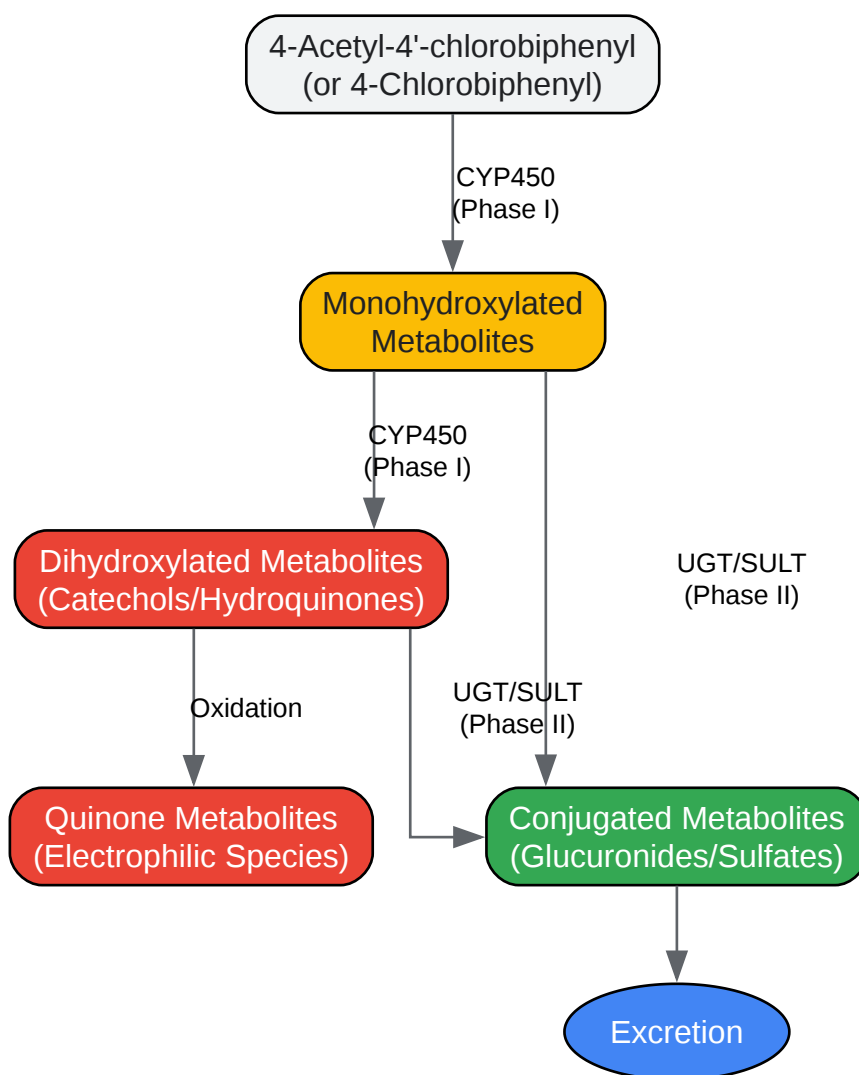 4-Acetyl-4'-chlorobiphenyl
(or 4-Chlorobiphenyl)
CYP450
(Phase I)
Monohydroxylated
Metabolites
CYP450
(Phase I)
Dihydroxylated Metabolites
(Catechols/Hydroquinones)
UGT/SULT
(Phase II)
Oxidation
UGT/SULT
(Phase II)
Quinone Metabolites
(Electrophilic Species)
Conjugated Metabolites
(Glucuronides/Sulfates)
Excretion